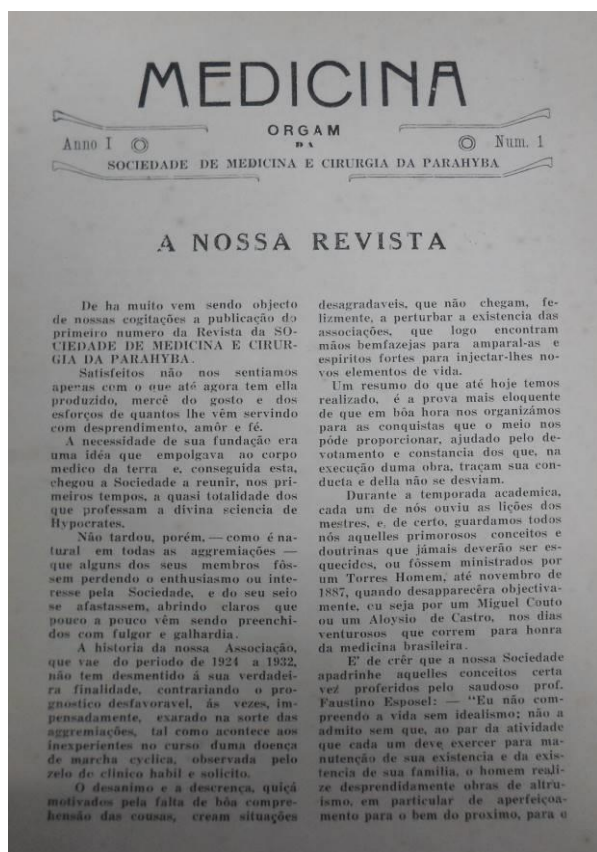 MEDICINA
ORGAM
DA
Anno I
Num. 1
SOCIEDADE DE MEDICINA E CIRURGIA DA PARAHYBA
A NOSSA REVISTA
De ha muito vem sendo objecto
de nossas cogitações a publicação do
primeiro numero da Revista da SO-
CIEDADE DE MEDICINA E CIRUR-
GIA DA PARAHYBA.
Satisfeitos não nos sentiamos
apenas com o que até agora tem ella
produzido, mercê do gosto e dos
esforços de quantos lhe vêm servindo
com desprendimento, amôr e fé.
A necessidade de sua fundação era
uma idéa que empolgava ao corpo
medico da terra e, conseguida esta,
chegou a Sociedade a reunir, nos pri-
meiros tempos, a quasi totalidade dos
que professam a divina sciencia de
Hypocrates.
Não tardou, porém, — como é na-
tural em todas as aggremiações —
que alguns dos seus membros fôs-
sem perdendo o enthusiasmo ou inte-
resse pela Sociedade, e do seu seio
se afastassem, abrindo claros que
pouco a pouco vêm sendo preenchi-
dos com fulgor e galhardia.
A historia da nossa Associação,
que vae do periodo de 1924 a 1932,
não tem desmentido á sua verdadei-
ra finalidade, contrariando o pro-
gnostico desfavoravel, ás vezes, im-
pensadamente, exarado na sorte das
aggremiações, tal como acontece aos
inexperientes no curso duma doença
de marcha cyclica, observada pelo
zelo de clinico habil e solicito.
O desanimo e a descrença, quiçá
motivados pela falta de bôa compre-
hensão das cousas, cream situações
desagradaveis, que não chegam, fe-
lizmente, a perturbar a existencia das
associações, que logo encontram
mãos bemfazejas para amparal-as e
espiritos fortes para injectar-lhes no-
vos elementos de vida.
Um resumo do que até hoje temos
realizado, é a prova mais eloquente
de que em bôa hora nos organizámos
para as conquistas que o meio nos
póde proporcionar, ajudado pelo de-
votamento e constancia dos que, na
execução duma obra, traçam sua con-
ducta e della não se desviam.
Durante a temporada academica,
cada um de nós ouviu as lições dos
mestres, e, de certo, guardamos todos
nós aquelles primorosos conceitos e
doutrinas que jámais deverão ser es-
quecidos, ou fôssem ministrados por
um Torres Homem, até novembro de
1887, quando desapparecêra objectiva-
mente, ou seja por um Miguel Couto
ou um Aloysio de Castro, nos dias
venturosos que correm para honra
da medicina brasileira.
E' de crêr que a nossa Sociedade
apadrinhe aquelles conceitos certa
vez proferidos pelo saudoso prof.
Faustino Esposel: — "Eu não com-
preendo a vida sem idealismo; não a
admito sem que, ao par da atividade
que cada um deve exercer para ma-
nutenção de sua existencia e da exis-
tencia de sua familia, o homem reali-
ze desprendidamente obras de altru-
ismo, em particular de aperfeiçoa-
mento para o bem do proximo, para o